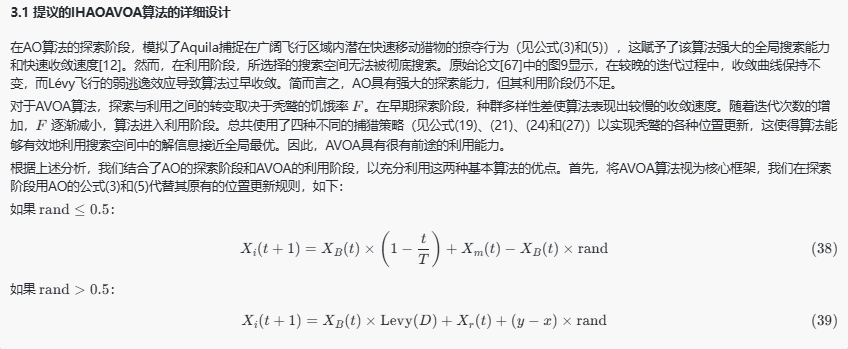 3.1 提议的IHAOAVOA算法的详细设计
在AO算法的探索阶段，模拟了Aquila捕捉在广阔飞行区域内潜在快速移动猎物的掠夺行为（见公式(3)和(5)），这赋予了该算法强大的全局搜索能力
和快速收敛速度[12]。然而，在利用阶段，所选择的搜索空间无法被彻底搜索。原始论文[67]中的图9显示，在较晚的迭代过程中，收敛曲线保持不
变，而Lévy飞行的弱逃逸效应导致算法过早收敛。简而言之，AO具有强大的探索能力，但其利用阶段仍不足。
对于AVOA算法，探索与利用之间的转变取决于秃鹫的饥饿率 F。在早期探索阶段，种群多样性差使算法表现出较慢的收敛速度。随着迭代次数的增
加，F 逐渐减小，算法进入利用阶段。总共使用了四种不同的捕猎策略（见公式(19)、(21)、(24)和(27)）以实现秃鹫的各种位置更新，这使得算法能
够有效地利用搜索空间中的解信息接近全局最优。因此，AVOA具有很有前途的利用能力。
根据上述分析，我们结合了AO的探索阶段和AVOA的利用阶段，以充分利用这两种基本算法的优点。首先，将AVOA算法视为核心框架，我们在探索
阶段用AO的公式(3)和(5)代替其原有的位置更新规则，如下：
如果 rand ≤ 0.5：
X_i(t + 1) = X_B(t) × (1 − t/T) + X_m(t) − X_B(t) × rand (38)
如果 rand > 0.5：
X_i(t + 1) = X_B(t) × Levy(D) + X_r(t) + (y − x) × rand (39)